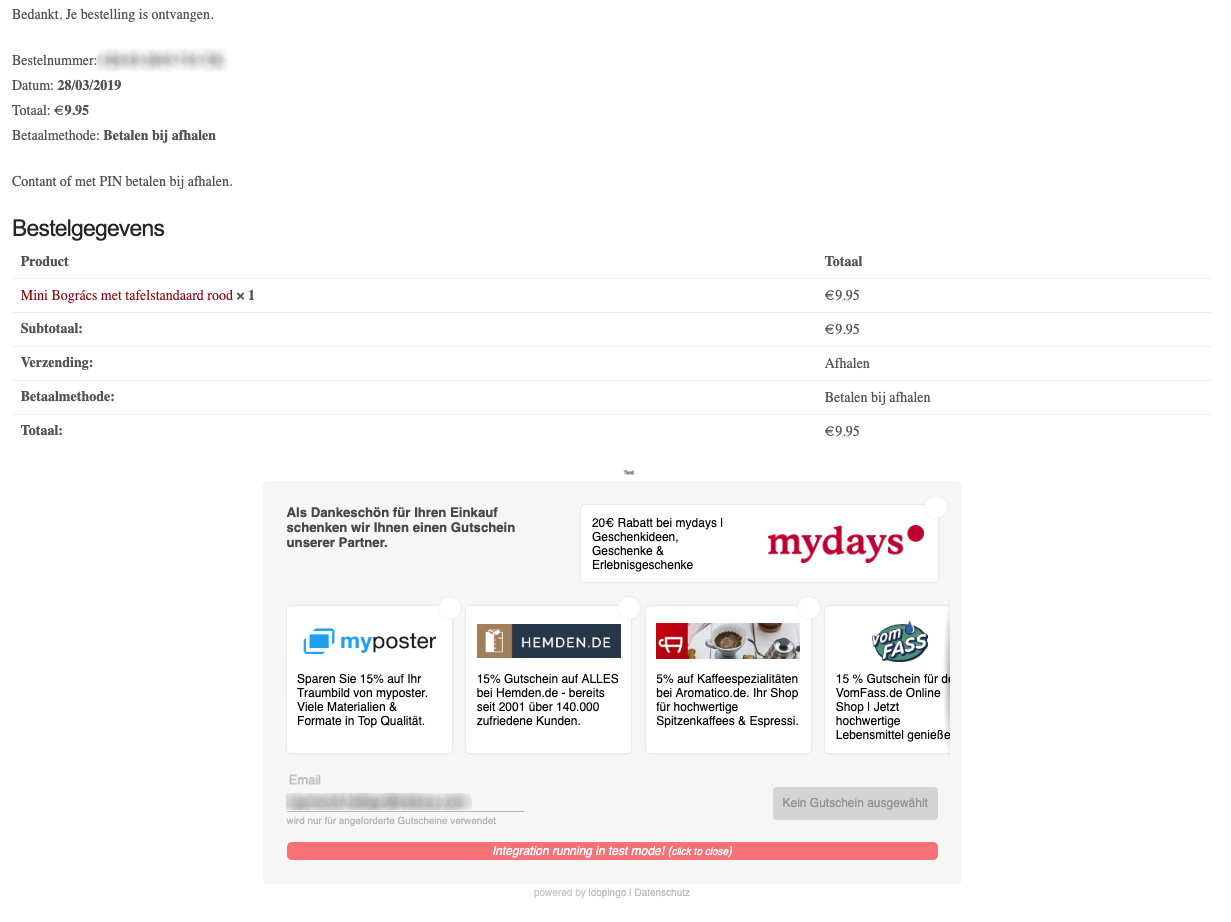 Bedankt. Je bestelling is ontvangen.
Bestelnummer:
Datum: 28/03/2019
Totaal: €9.95
Betaalmethode: Betalen bij afhalen
Contant of met PIN betalen bij afhalen.
Bestelgegevens
Product Totaal
Mini Bogrács met tafelstandaard rood × 1 €9.95
Subtotaal: €9.95
Verzending: Afhalen
Betaalmethode: Betalen bij afhalen
Totaal: €9.95
Text
Als Dankeschön für Ihren Einkauf
schenken wir Ihnen einen Gutschein
unserer Partner.
20€ Rabatt bei mydays |
Geschenkideen,
Geschenke &
Erlebnisgeschenke
mydays
myposter
Sparen Sie 15% auf Ihr
Traumbild von myposter.
Viele Materialien &
Formate in Top Qualität.
HEMDEN.DE
15% Gutschein auf ALLES
bei Hemden.de - bereits
seit 2001 über 140.000
zufriedene Kunden.
5% auf Kaffeespezialitäten
bei Aromatico.de. Ihr Shop
für hochwertige
Spitzenkaffees & Espressi.
vom FASS
15 % Gutschein für de
VomFass.de Online
Shop | Jetzt
hochwertige
Lebensmittel genieße
Email
wird nur für angeforderte Gutscheine verwendet
Kein Gutschein ausgewählt
Integration running in test mode! (click to close)
powered by loopingo | Datenschutz